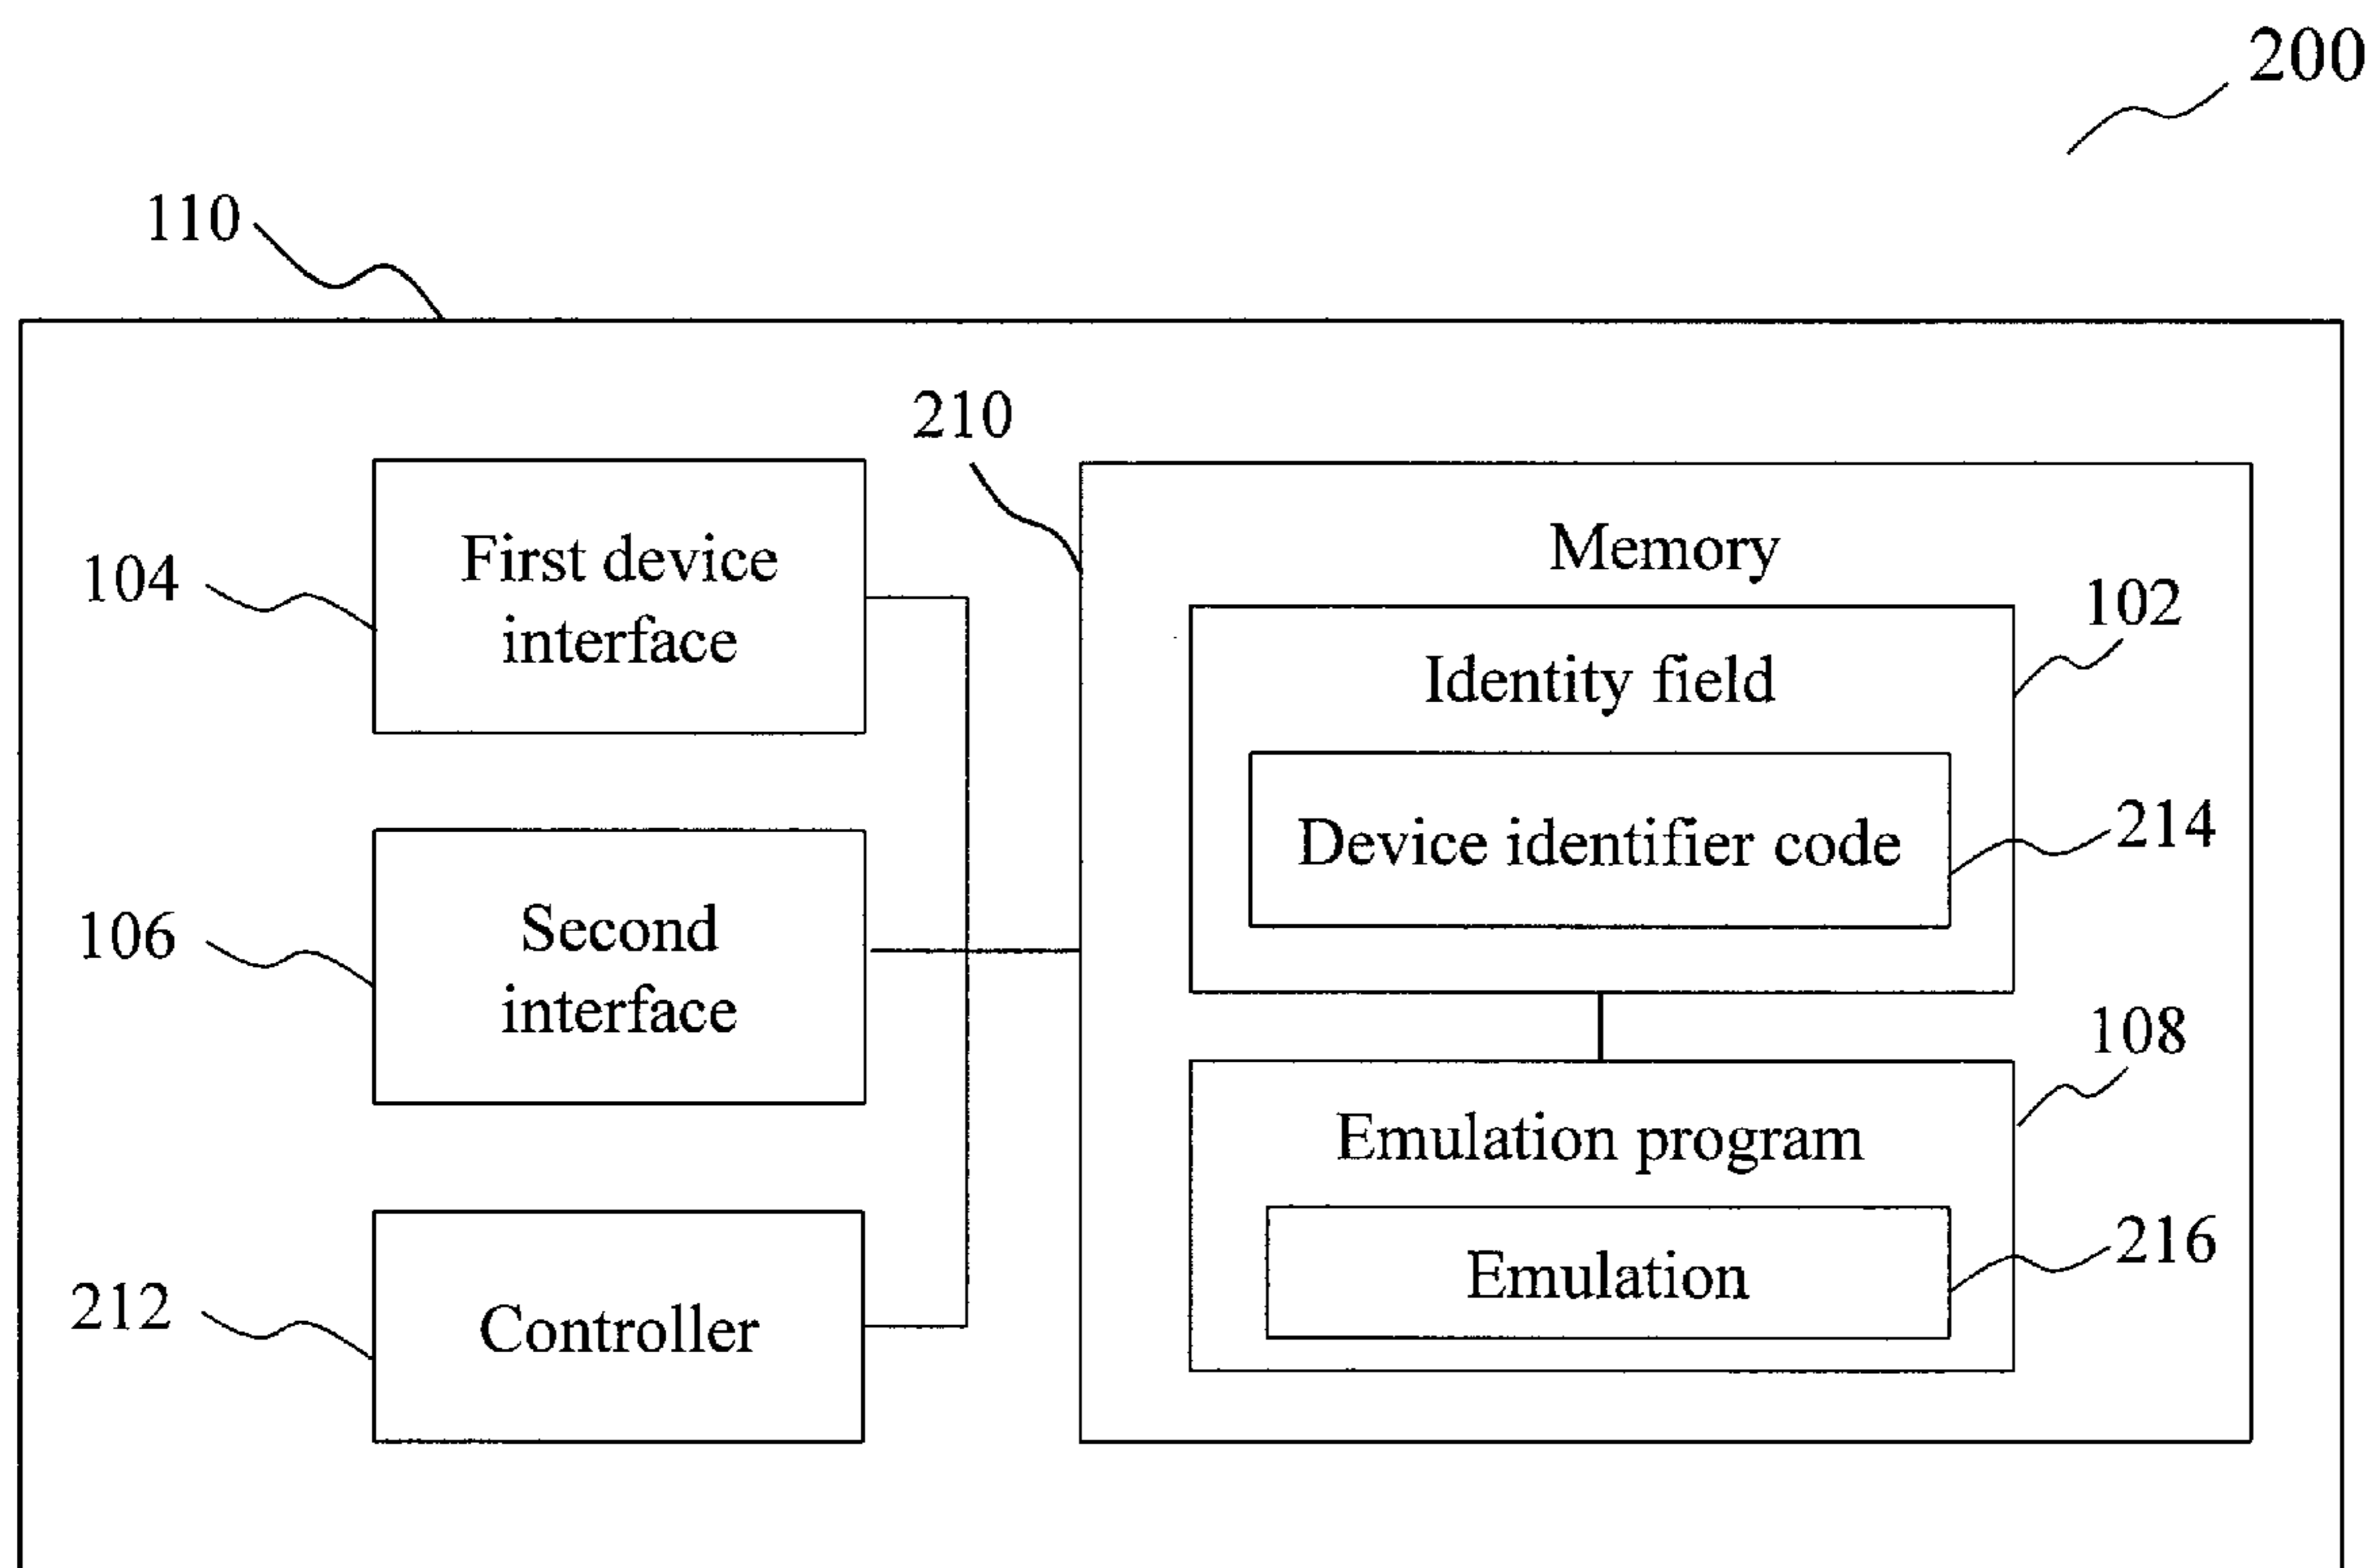 200
110
210
First device
interface
104
Memory
102
Identity field
Device identifier code
214
Second
interface
106
108
Emulation program
Emulation
216
Controller
212